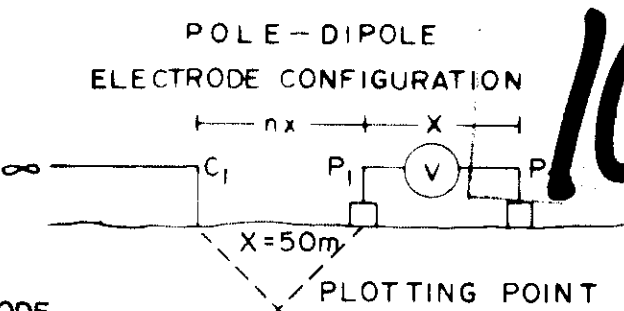 POLE-DIPOLE
ELECTRODE CONFIGURATION
nx X
∞ C₁ P₁ V P
X=50m
PLOTTING POINT